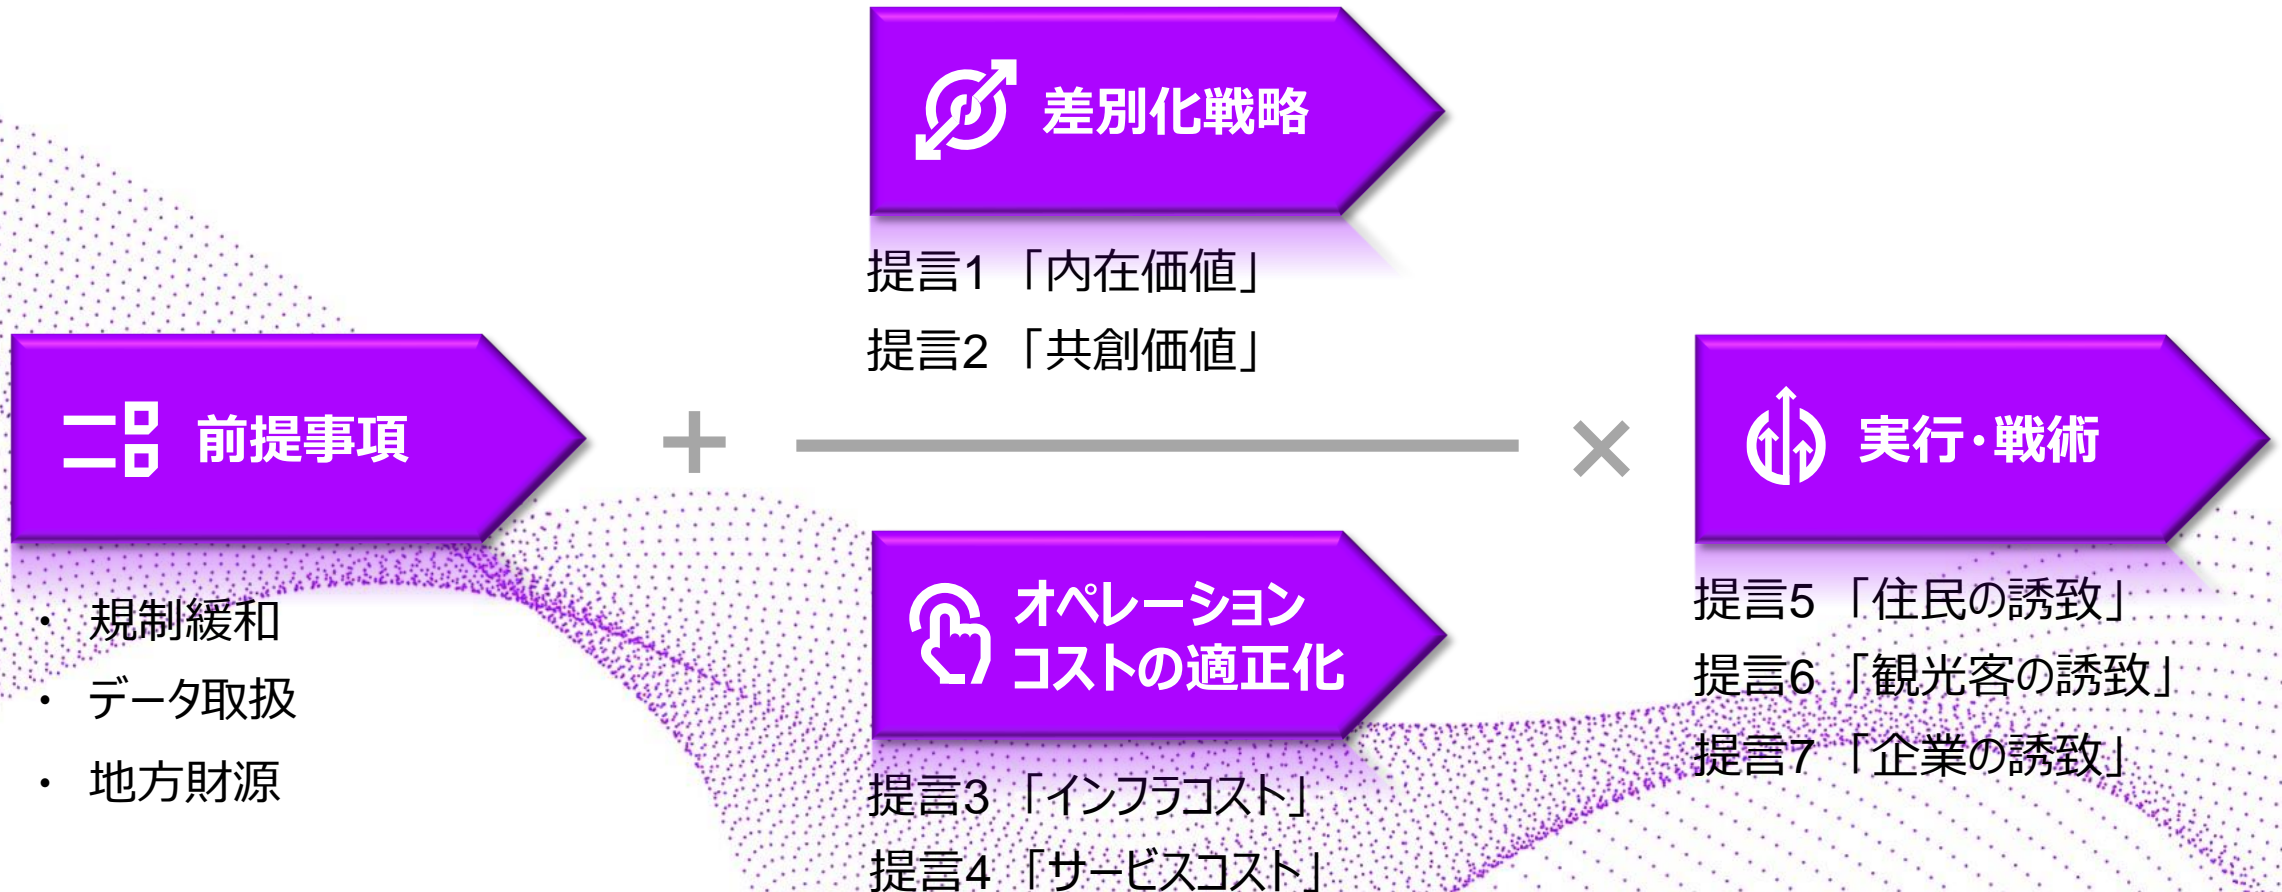 差別化戦略
提言1「内在価値」
提言2「共創価値」
前提事項
・ 規制緩和
・ データ取扱
・ 地方財源
+
×
オペレーション
コストの適正化
提言3「インフラコスト」
提言4「サービスコスト」
実行・戦術
提言5「住民の誘致」
提言6「観光客の誘致」
提言7「企業の誘致」